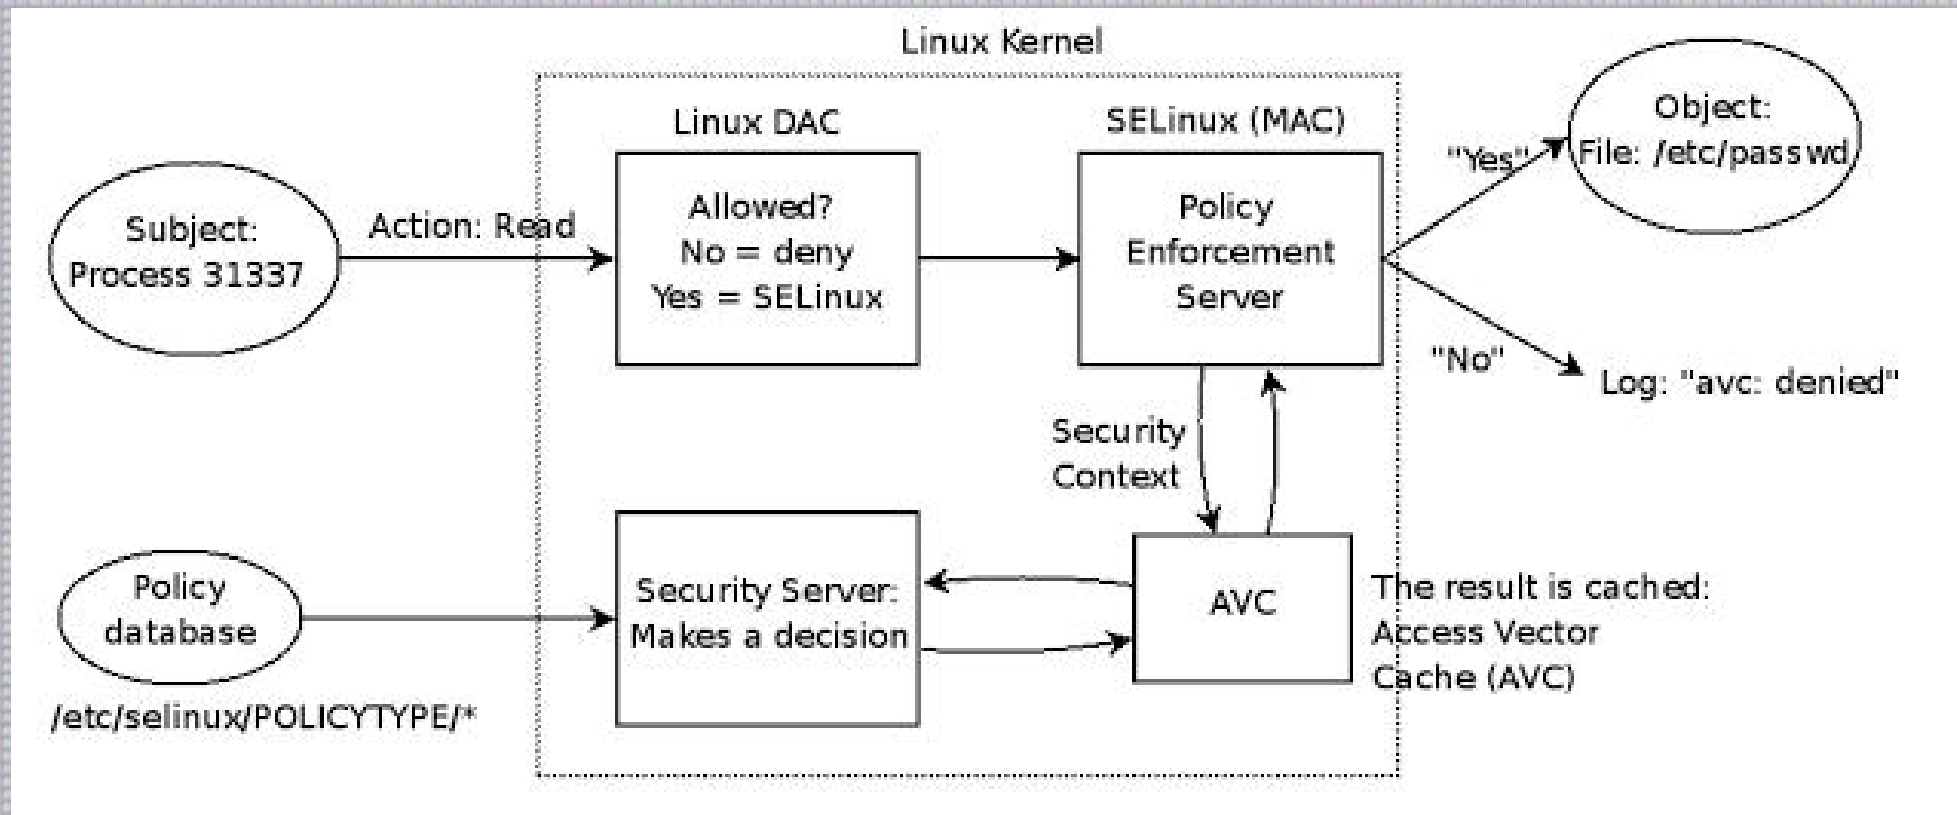 Linux Kernel
Linux DAC
SELinux (MAC)
Subject:
Process 31337
Action: Read
Allowed?
No = deny
Yes = SELinux
Policy
Enforcement
Server
"Yes"
Object:
File: /etc/passwd
"No"
Log: "avc: denied"
Security
Context
Policy
database
/etc/selinux/POLICYTYPE/*
Security Server:
Makes a decision
AVC
The result is cached:
Access Vector
Cache (AVC)